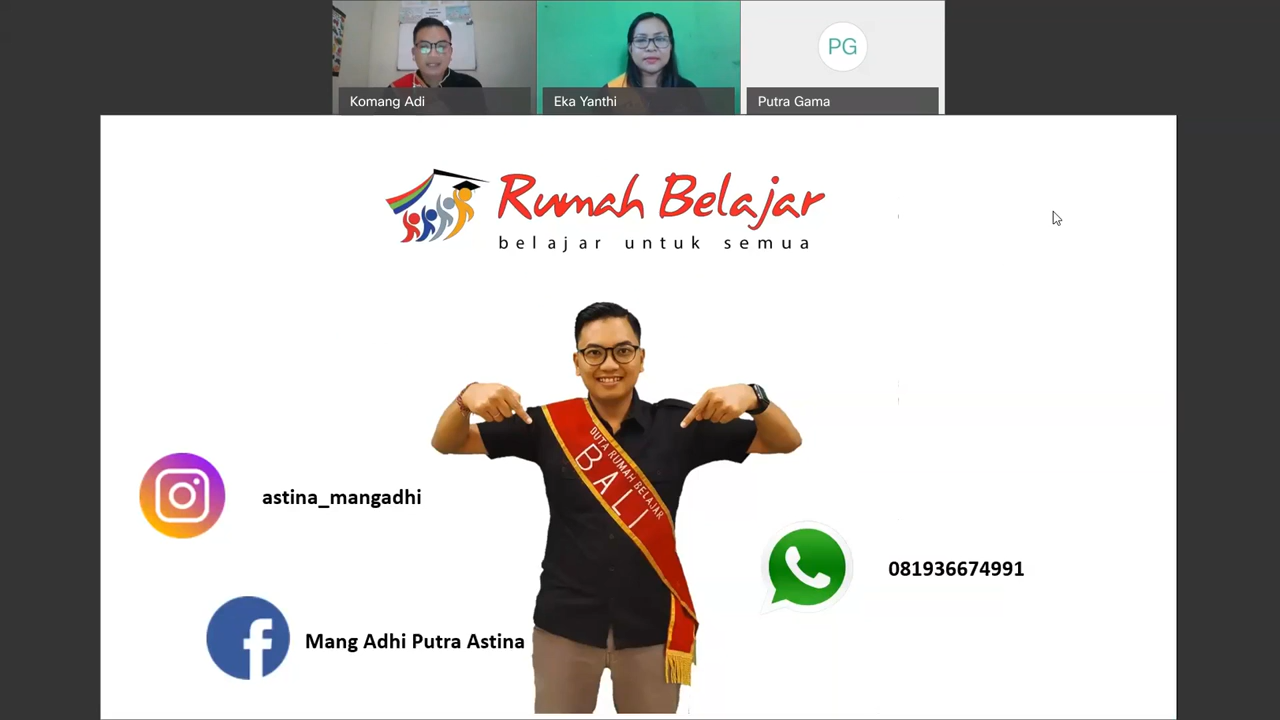 Komang Adi
Eka Yanthi
PG
Putra Gama
Rumah Belajar
belajar untuk semua
DUTA RUMAH BELAJAR
BALI
astina_mangadhi
081936674991
Mang Adhi Putra Astina